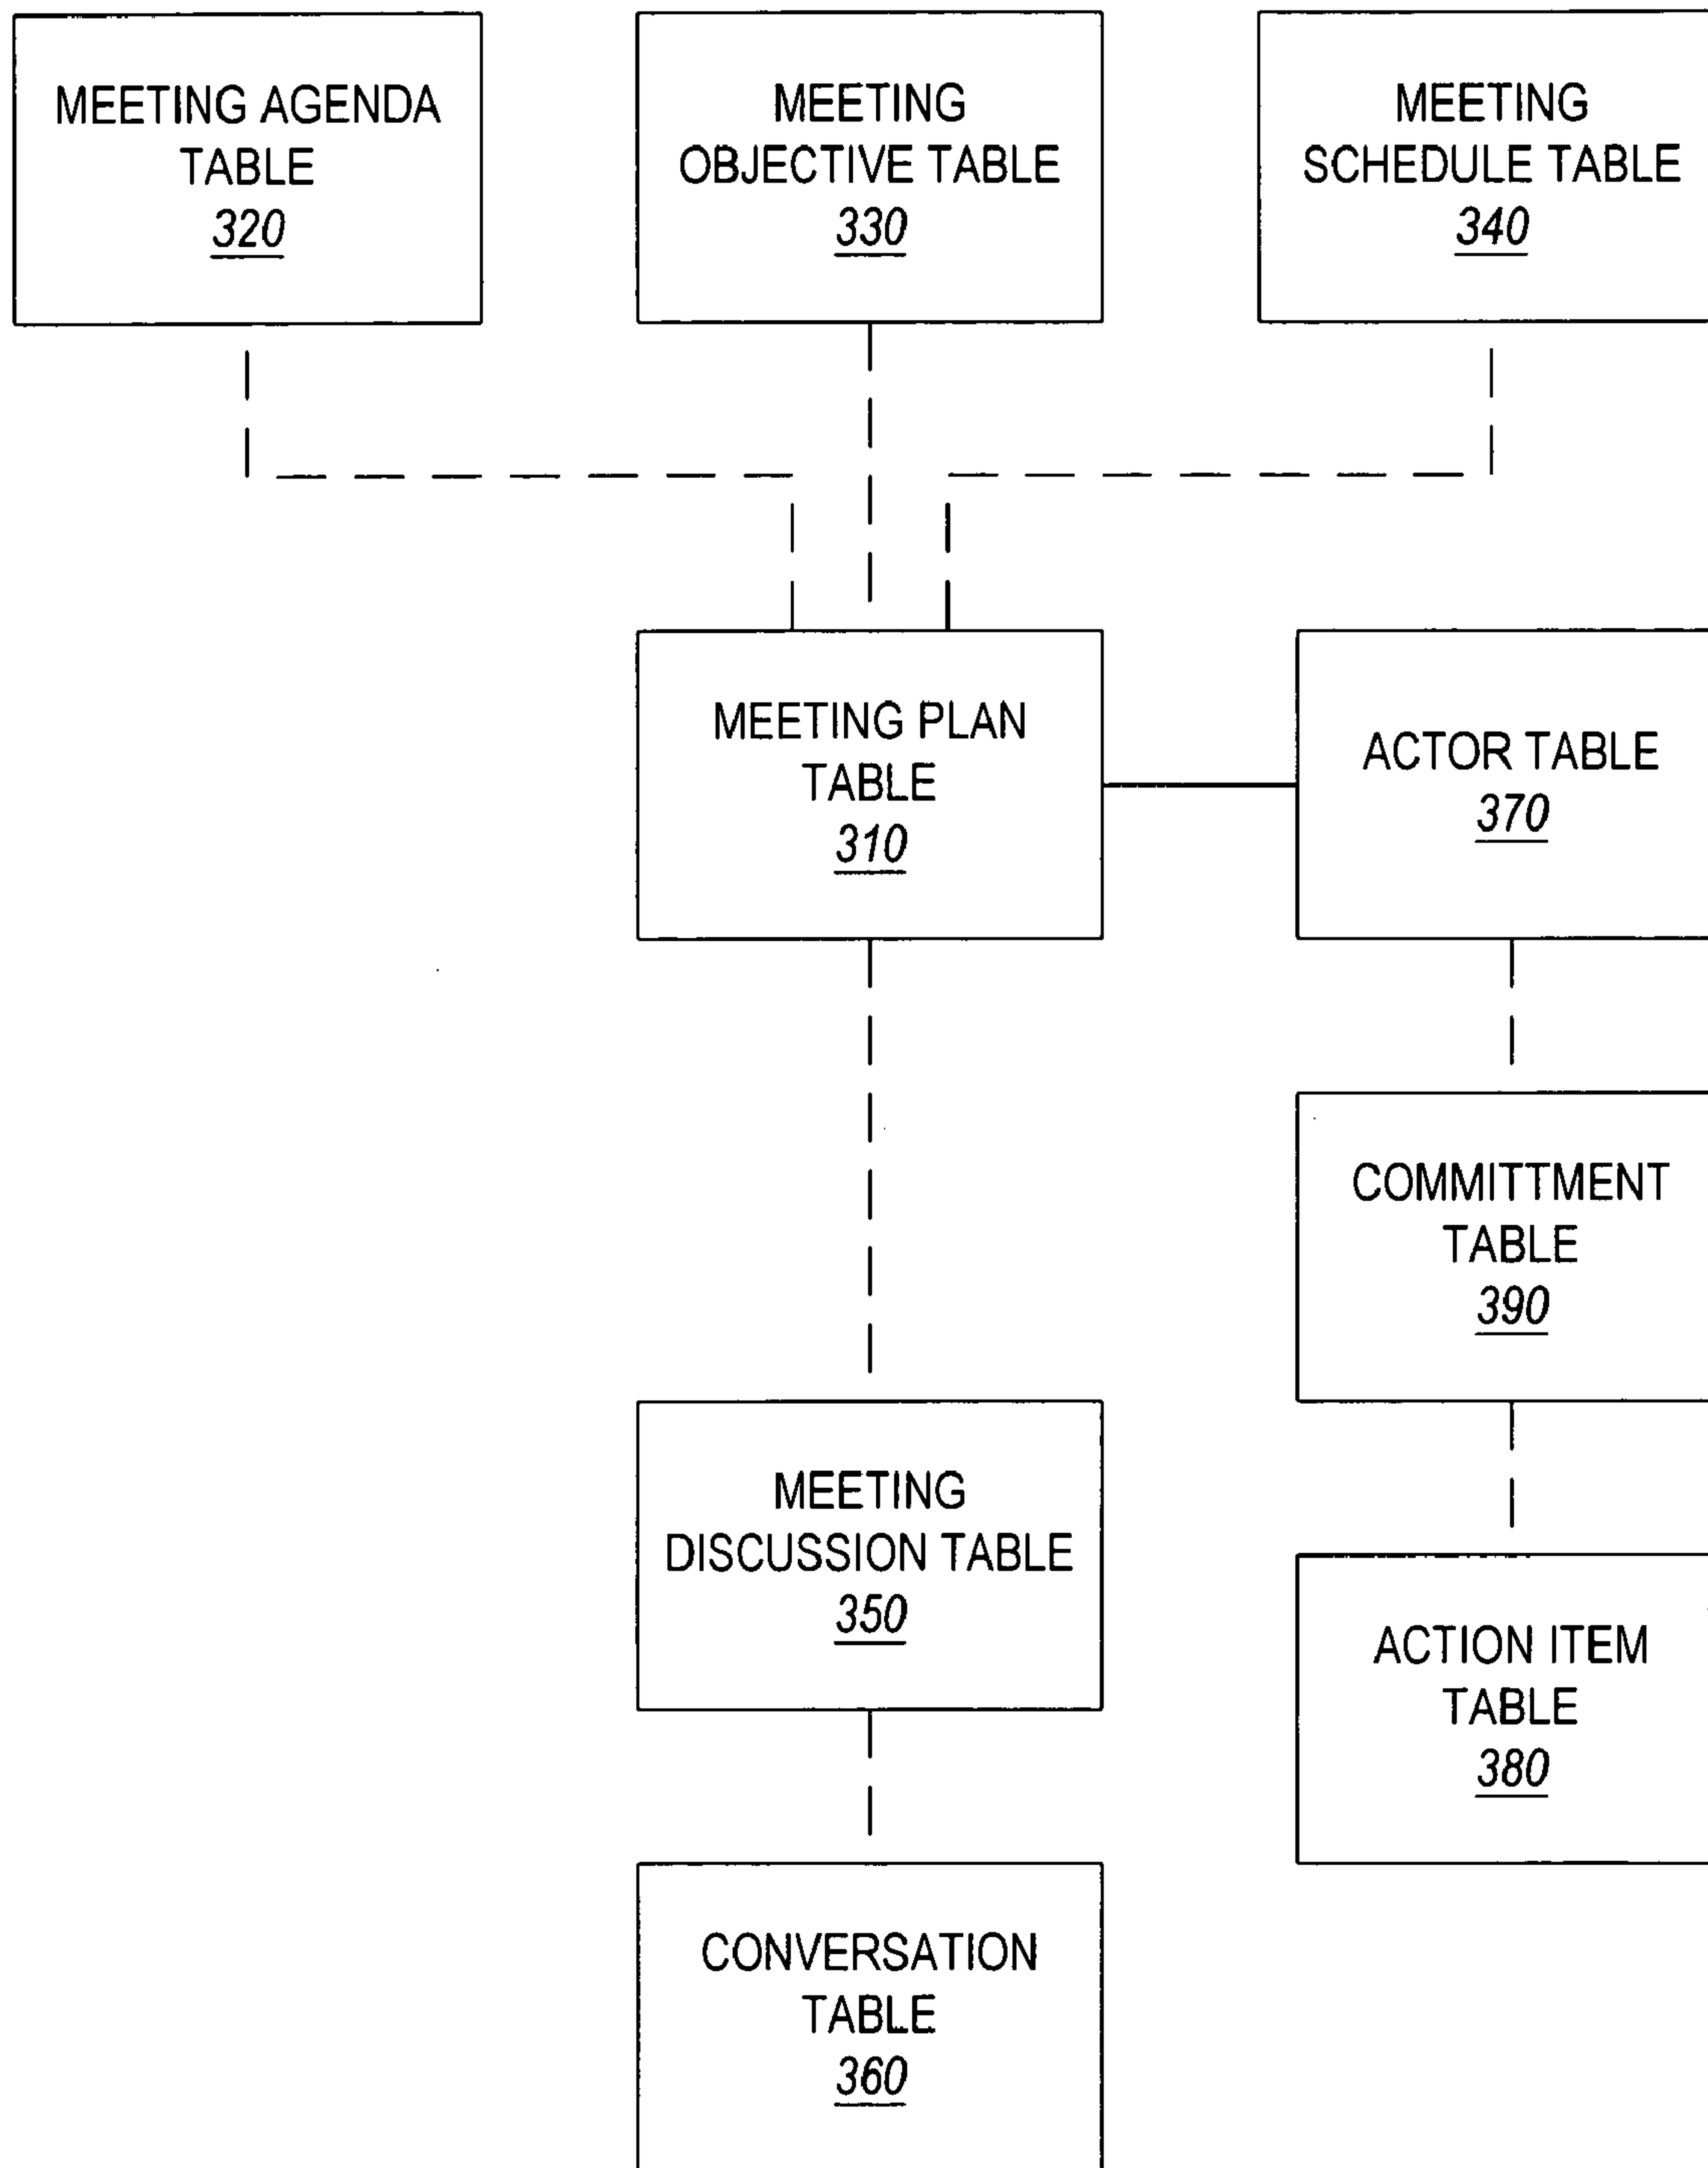 MEETING AGENDA
TABLE
320
MEETING
OBJECTIVE TABLE
330
MEETING
SCHEDULE TABLE
340
MEETING PLAN
TABLE
310
ACTOR TABLE
370
COMMITTMENT
TABLE
390
MEETING
DISCUSSION TABLE
350
ACTION ITEM
TABLE
380
CONVERSATION
TABLE
360